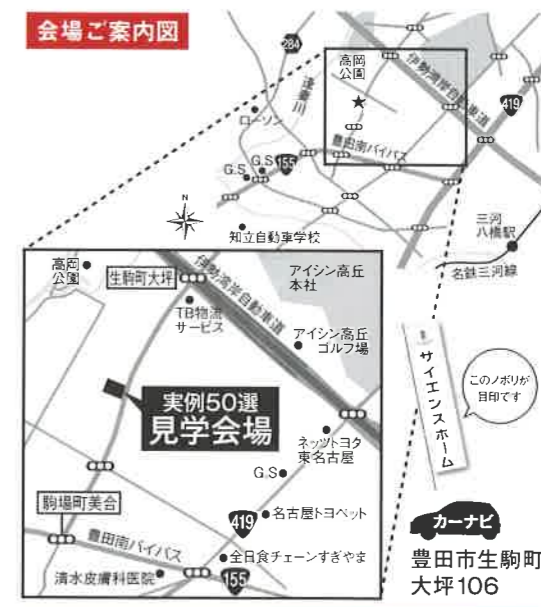 会場ご案内図
284
高岡
公園
伊勢湾岸自動車道
逢妻川
419
ローソン
豊田南バイパス
G.S
G.S
155
N
知立自動車学校
三河
八橋駅
名鉄三河線
高岡
公園
生駒町大坪
伊勢湾岸自動車道
アイシン高丘
本社
TB物流
サービス
アイシン高丘
ゴルフ場
実例50選
見学会場
ネッツトヨタ
東名古屋
G.S
駒場町美合
419
名古屋トヨペット
豊田南バイパス
全日食チェーンすぎやま
清水皮膚科医院
155
サイエンスホーム
このノボリが
目印です
カーナビ
豊田市生駒町
大坪106